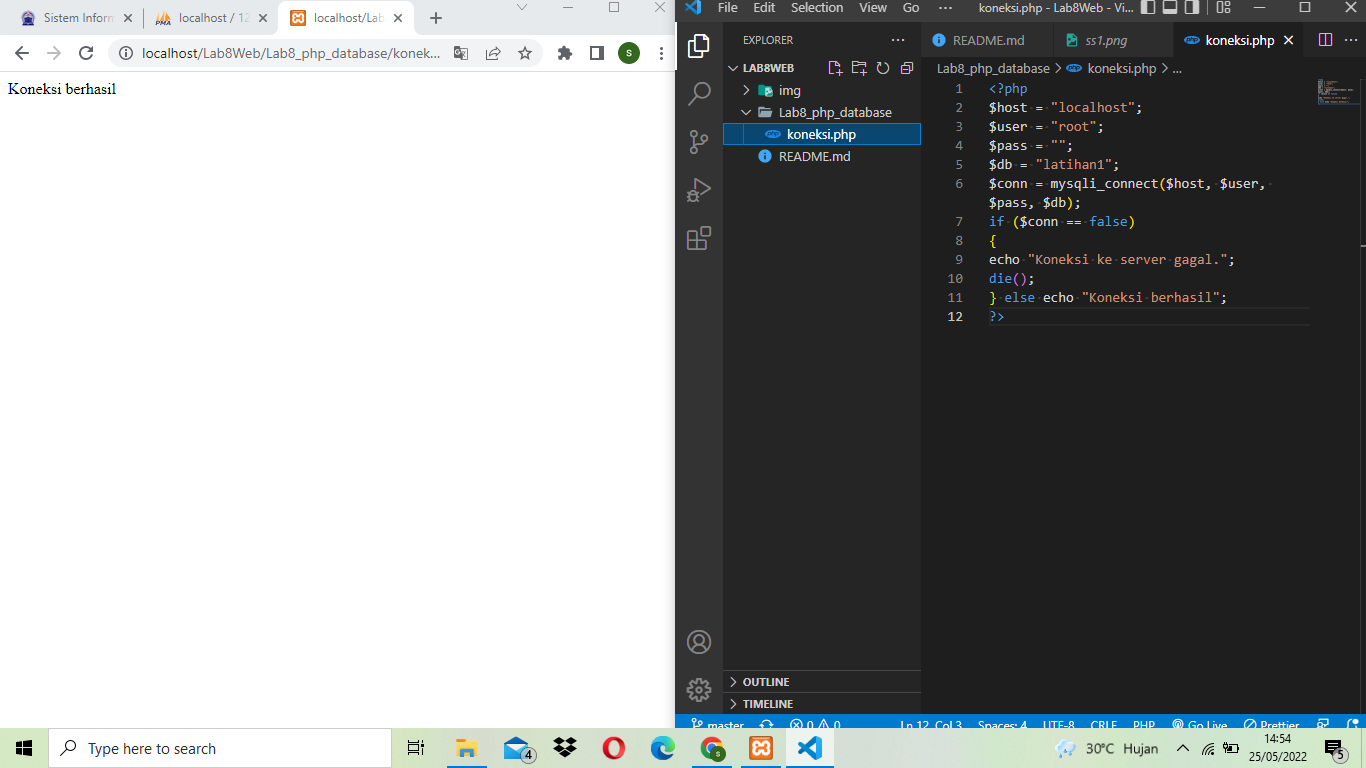 Sistem Inform
localhost / 12
localhost/Lab
localhost/Lab8Web/Lab8_php_database/konek...
s
Koneksi berhasil
File Edit Selection View Go ... koneksi.php - Lab8Web - Vi...
EXPLORER
LAB8WEB
img
Lab8_php_database
koneksi.php
README.md
OUTLINE
TIMELINE
README.md ss1.png koneksi.php
Lab8_php_database > koneksi.php > ...
1 <?php
2 $host = "localhost";
3 $user = "root";
4 $pass = "";
5 $db = "latihan1";
6 $conn = mysqli_connect($host, $user,
$pass, $db);
7 if ($conn == false)
8 {
9 echo "Koneksi ke server gagal.";
10 die();
11 } else echo "Koneksi berhasil";
12 ?>
master 0 0 Ln 12, Col 3 Spaces: 4 UTF-8 CRLF PHP Go Live Prettier
Type here to search
4
30°C Hujan
14:54
25/05/2022
5